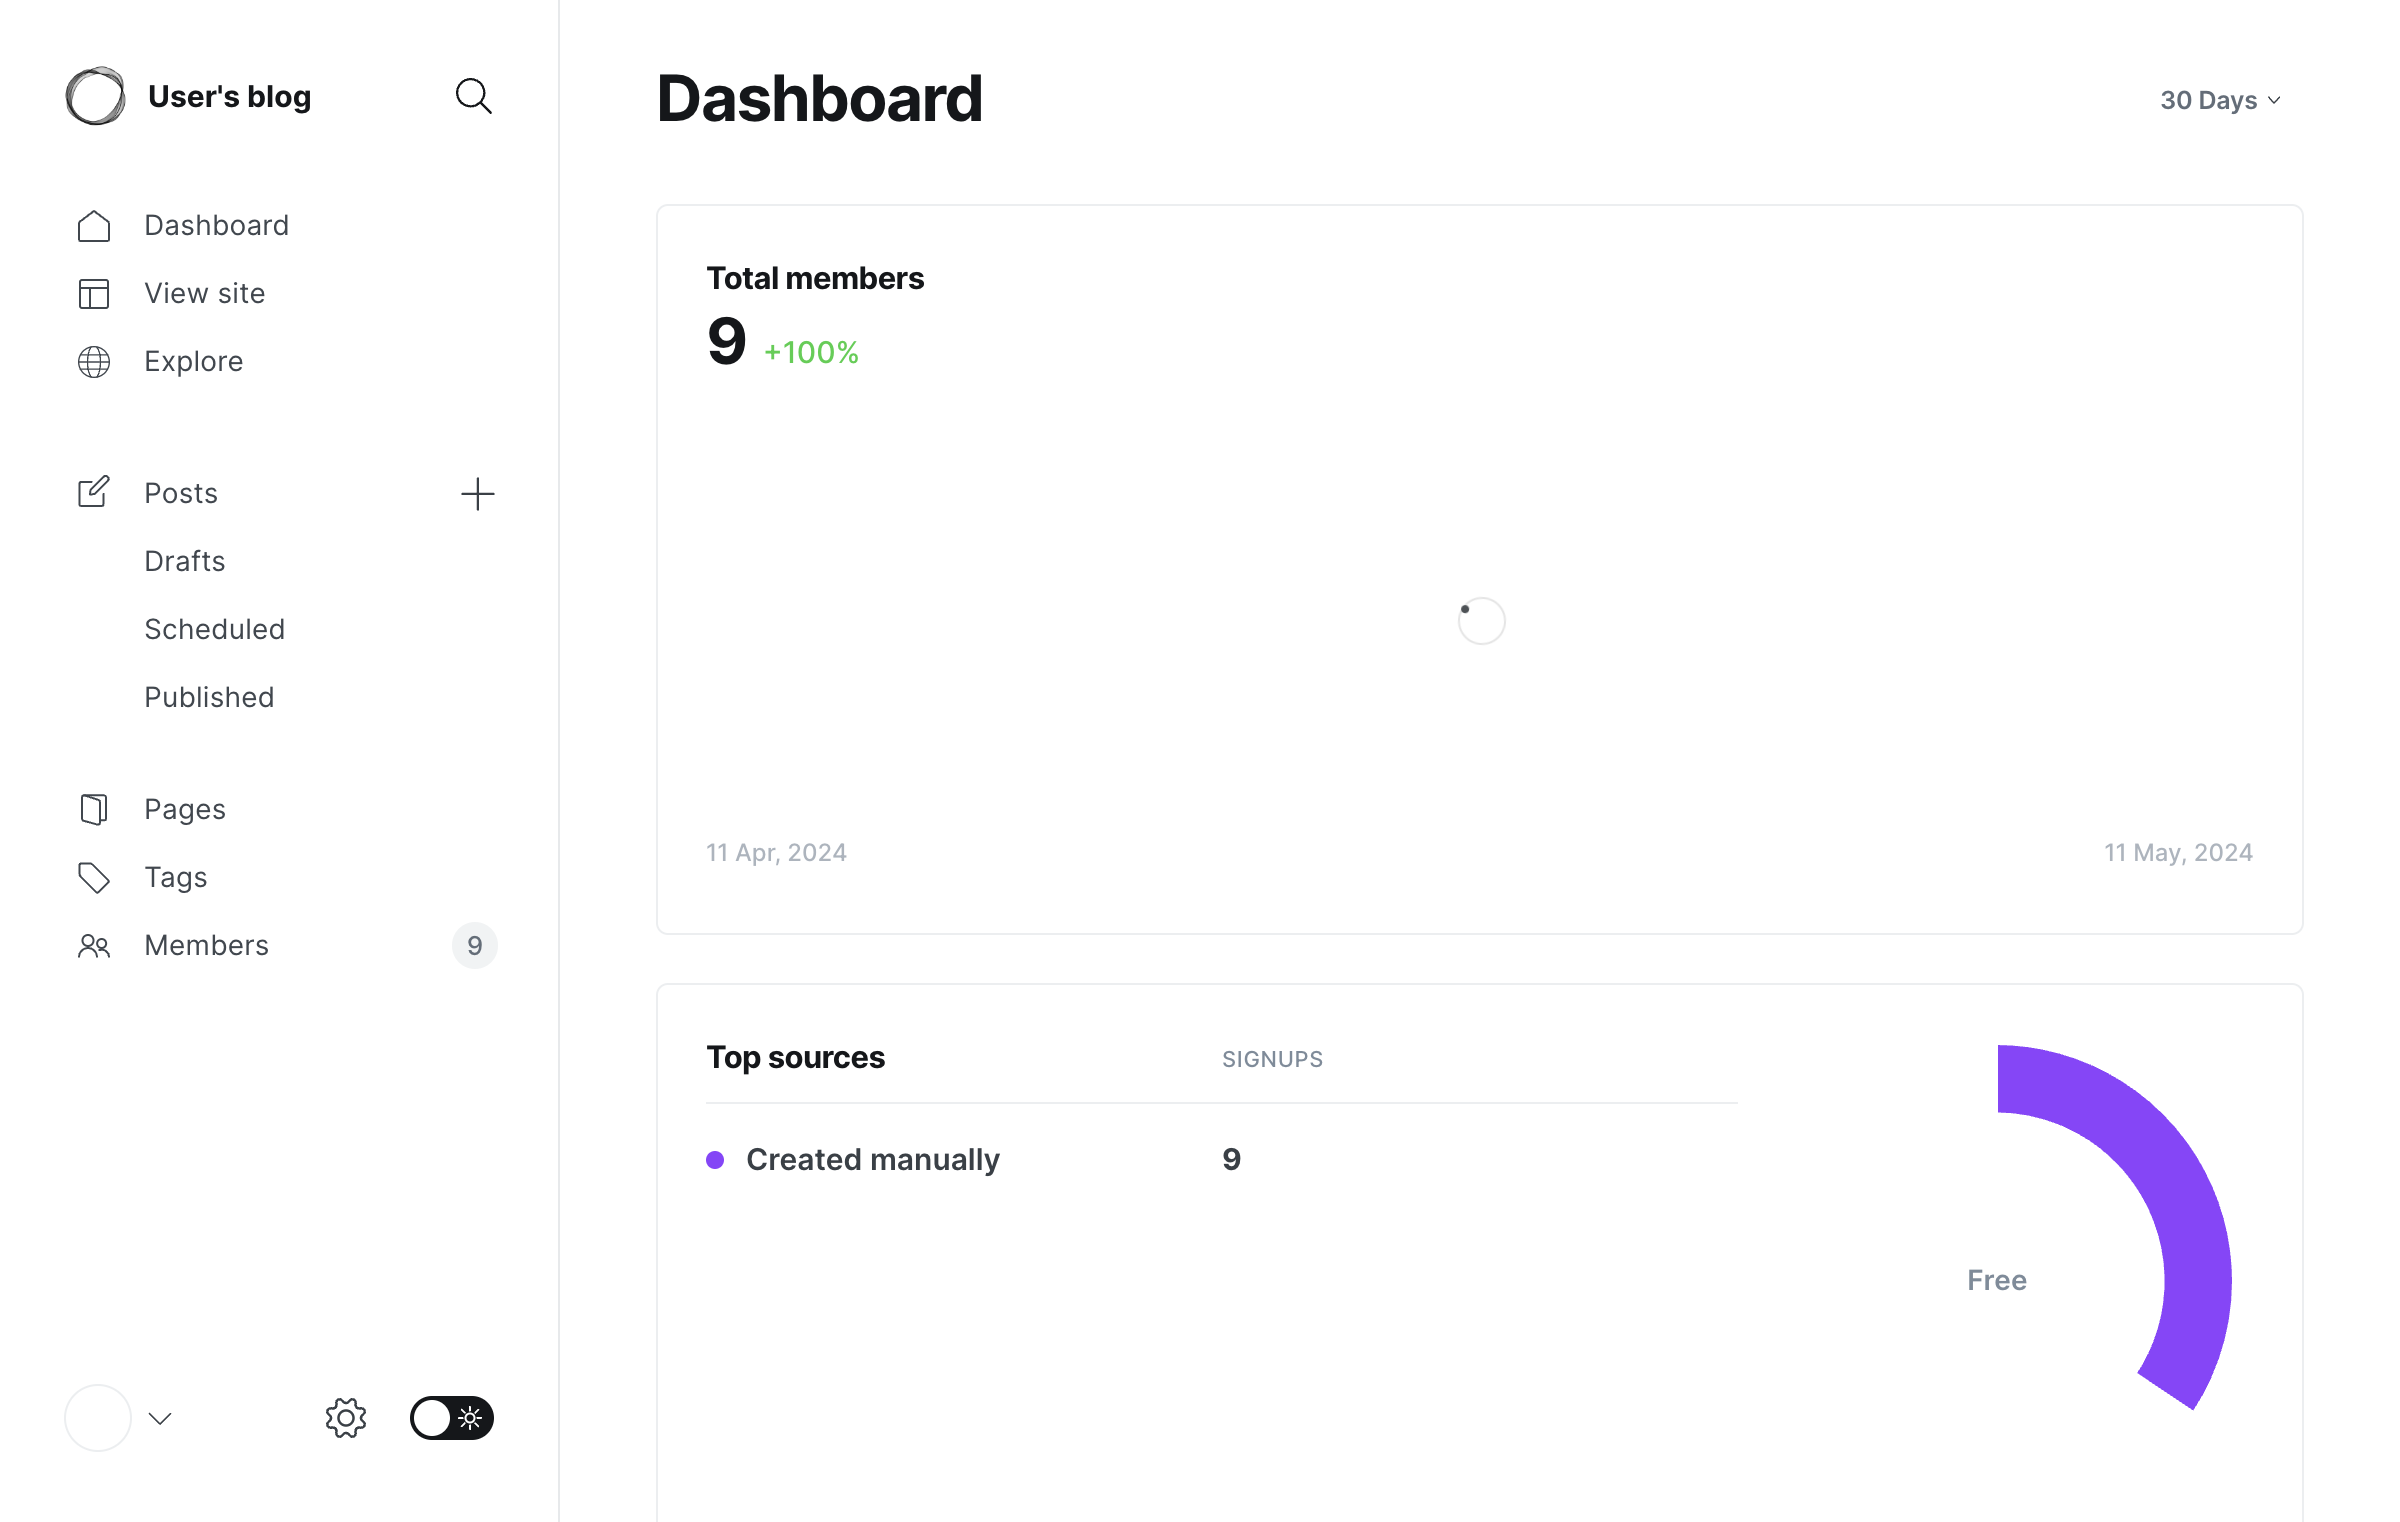 User's blog
Dashboard
View site
Explore
Posts
Drafts
Scheduled
Published
Pages
Tags
Members 9
Dashboard
30 Days
Total members
9 +100%
11 Apr, 2024 11 May, 2024
Top sources SIGNUPS
Created manually 9
Free